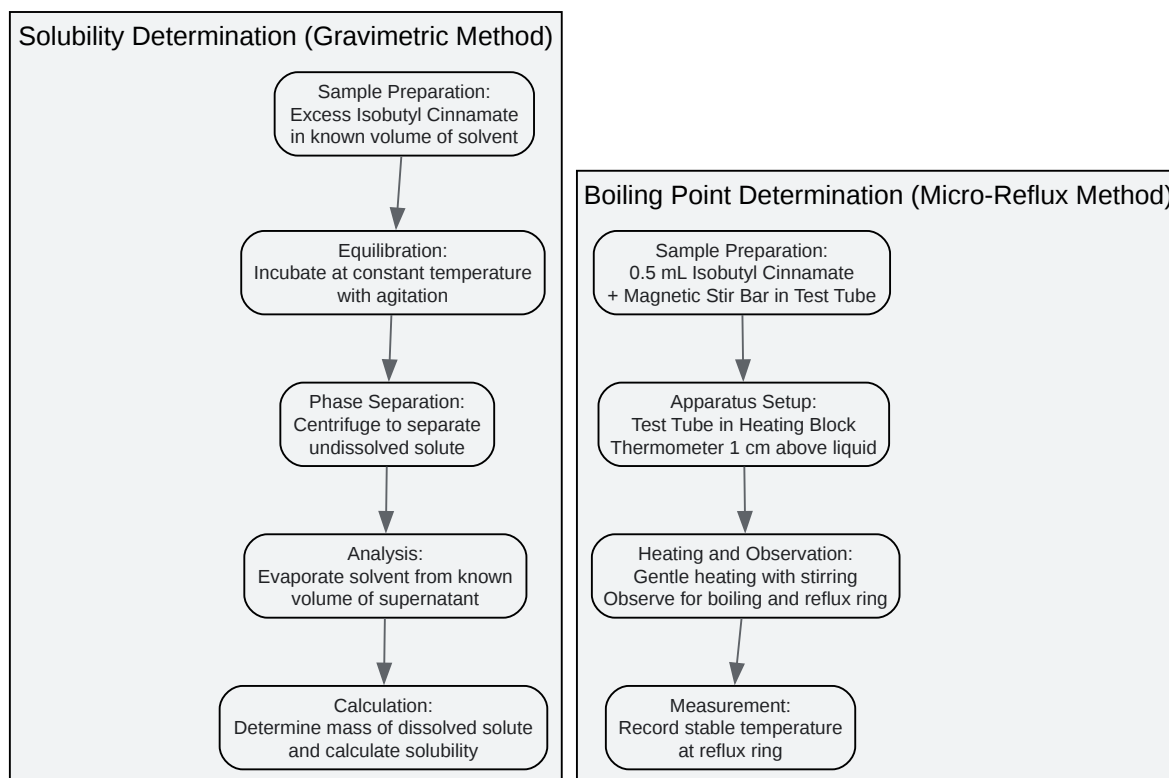 Solubility Determination (Gravimetric Method)
Sample Preparation:
Excess Isobutyl Cinnamate
in known volume of solvent
Equilibration:
Incubate at constant temperature
with agitation
Phase Separation:
Centrifuge to separate
undissolved solute
Analysis:
Evaporate solvent from known
volume of supernatant
Calculation:
Determine mass of dissolved solute
and calculate solubility
Boiling Point Determination (Micro-Reflux Method)
Sample Preparation:
0.5 mL Isobutyl Cinnamate
+ Magnetic Stir Bar in Test Tube
Apparatus Setup:
Test Tube in Heating Block
Thermometer 1 cm above liquid
Heating and Observation:
Gentle heating with stirring
Observe for boiling and reflux ring
Measurement:
Record stable temperature
at reflux ring